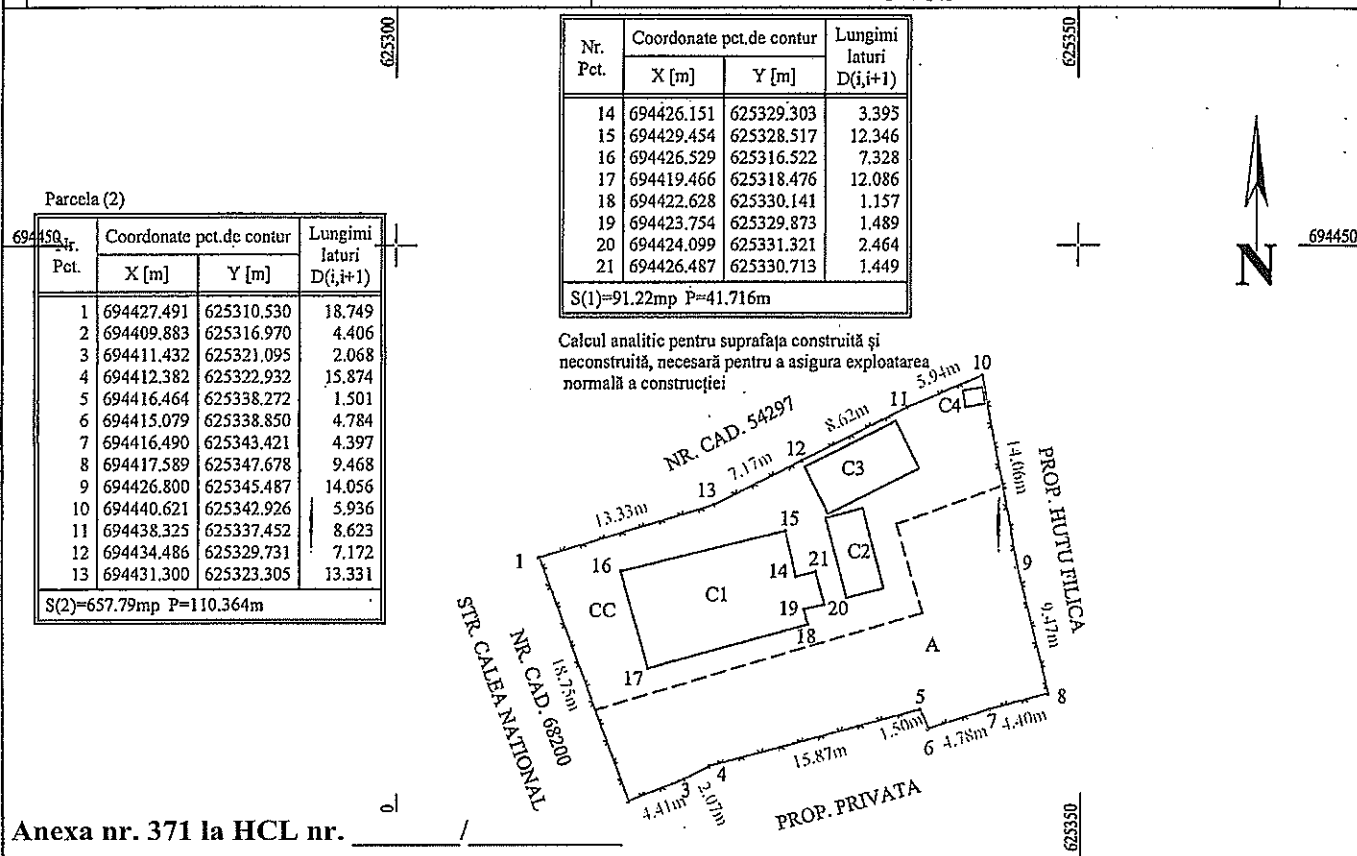 625300
625350
Nr. Pct. Coordonate pct.de contur Lungimi laturi D(i,i+1)
X [m] Y [m]
14 694426.151 625329.303 3.395
15 694429.454 625328.517 12.346
16 694426.529 625316.522 7.328
17 694419.466 625318.476 12.086
18 694422.628 625330.141 1.157
19 694423.754 625329.873 1.489
20 694424.099 625331.321 2.464
21 694426.487 625330.713 1.449
S(1)=91.22mp P=41.716m
Parcela (2)
694450
Nr. Pct. Coordonate pct.de contur Lungimi laturi D(i,i+1)
X [m] Y [m]
1 694427.491 625310.530 18.749
2 694409.883 625316.970 4.406
3 694411.432 625321.095 2.068
4 694412.382 625322.932 15.874
5 694416.464 625338.272 1.501
6 694415.079 625338.850 4.784
7 694416.490 625343.421 4.397
8 694417.589 625347.678 9.468
9 694426.800 625345.487 14.056
10 694440.621 625342.926 5.936
11 694438.325 625337.452 8.623
12 694434.486 625329.731 7.172
13 694431.300 625323.305 13.331
S(2)=657.79mp P=110.364m
N
694450
Calcul analitic pentru suprafața construită și
neconstruită, necesară pentru a asigura exploatarea
normală a construcției
10
5.94m
11
C4
8.62m
NR. CAD. 54297
12
C3
7.17m
13
14.06m
PROP. HUTU FILICA
13.33m
15
1
16
21
C2
14
9
CC
C1
19
20
18
9.47m
A
17
STR. CALEA NATIONAL
NR. CAD. 68200
18.75m
5
8
1.50m
7
4.40m
6
4.78m
15.87m
4
3
2.07m
4.41m
PROP. PRIVATA
0
625350
Anexa nr. 371 la HCL nr. ______/__________